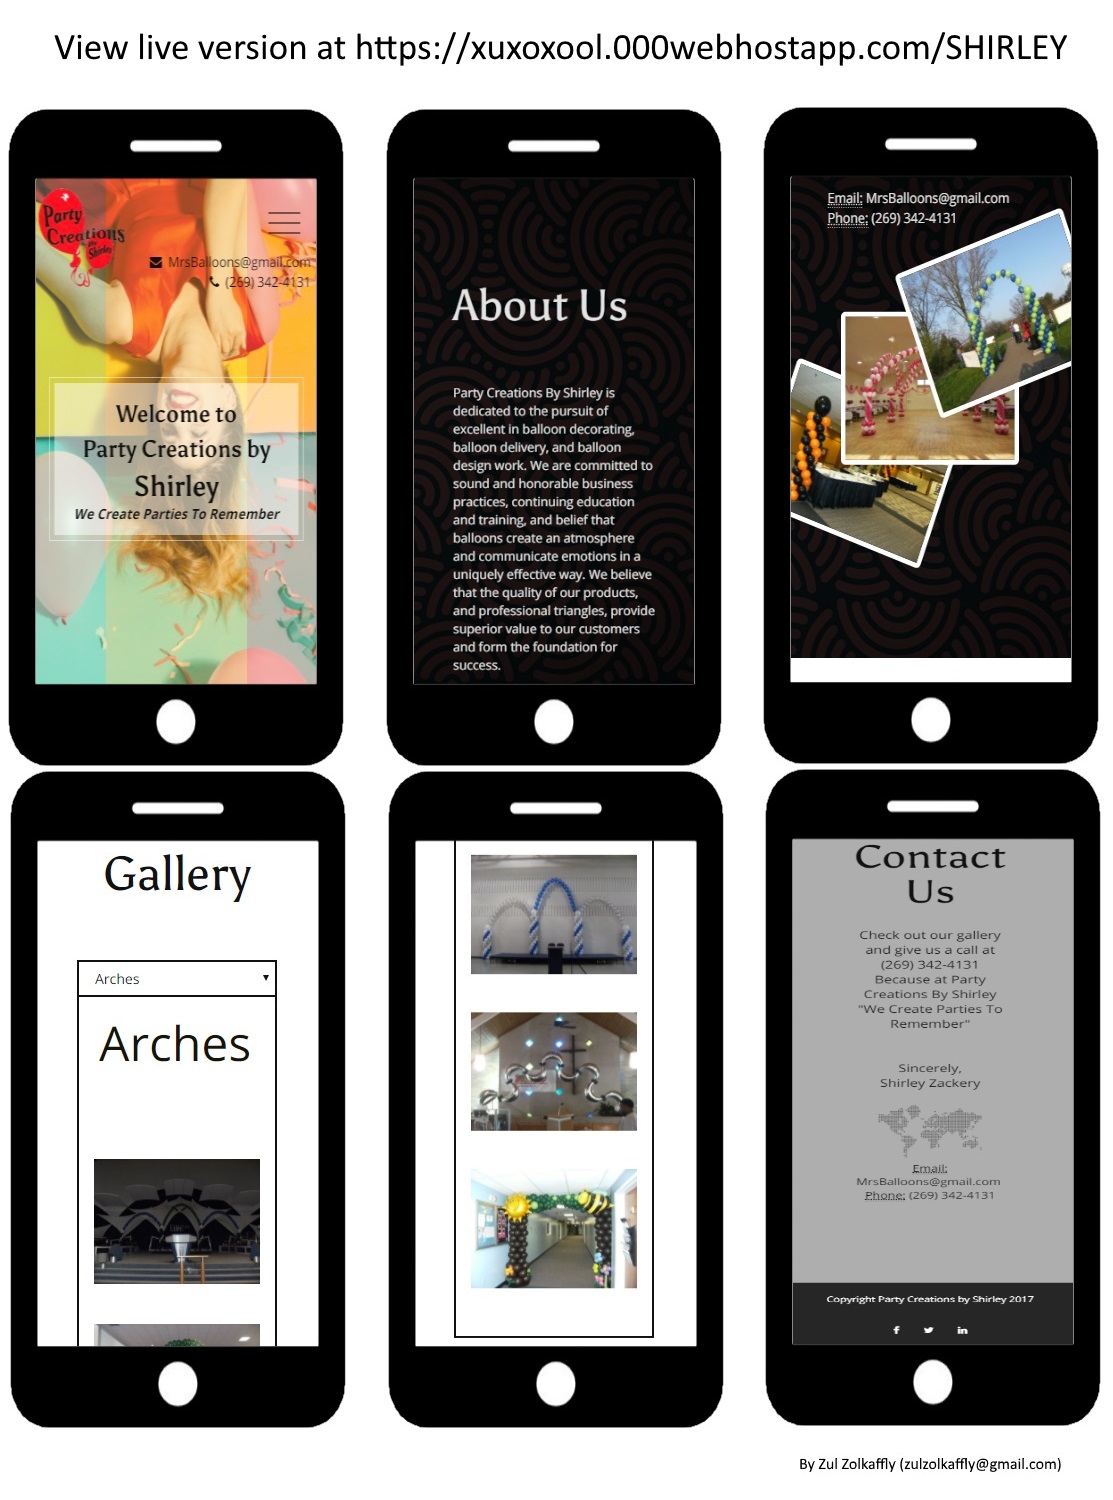 View live version at https://xuxoxool.000webhostapp.com/SHIRLEY
Party
Creations
by
Shirley
MrsBalloons@gmail.com
(269) 342-4131
Welcome to
Party Creations by
Shirley
We Create Parties To Remember
About Us
Party Creations By Shirley is
dedicated to the pursuit of
excellent in balloon decorating,
balloon delivery, and balloon
design work. We are committed to
sound and honorable business
practices, continuing education
and training, and belief that
balloons create an atmosphere
and communicate emotions in a
uniquely effective way. We believe
that the quality of our products,
and professional triangles, provide
superior value to our customers
and form the foundation for
success.
Email: MrsBalloons@gmail.com
Phone: (269) 342-4131
Gallery
Arches
Arches
Contact
Us
Check out our gallery
and give us a call at
(269) 342-4131
Because at Party
Creations By Shirley
"We Create Parties To
Remember"
Sincerely,
Shirley Zackery
Email:
MrsBalloons@gmail.com
Phone: (269) 342-4131
Copyright Party Creations by Shirley 2017
By Zul Zolkaffly (zulzolkaffly@gmail.com)